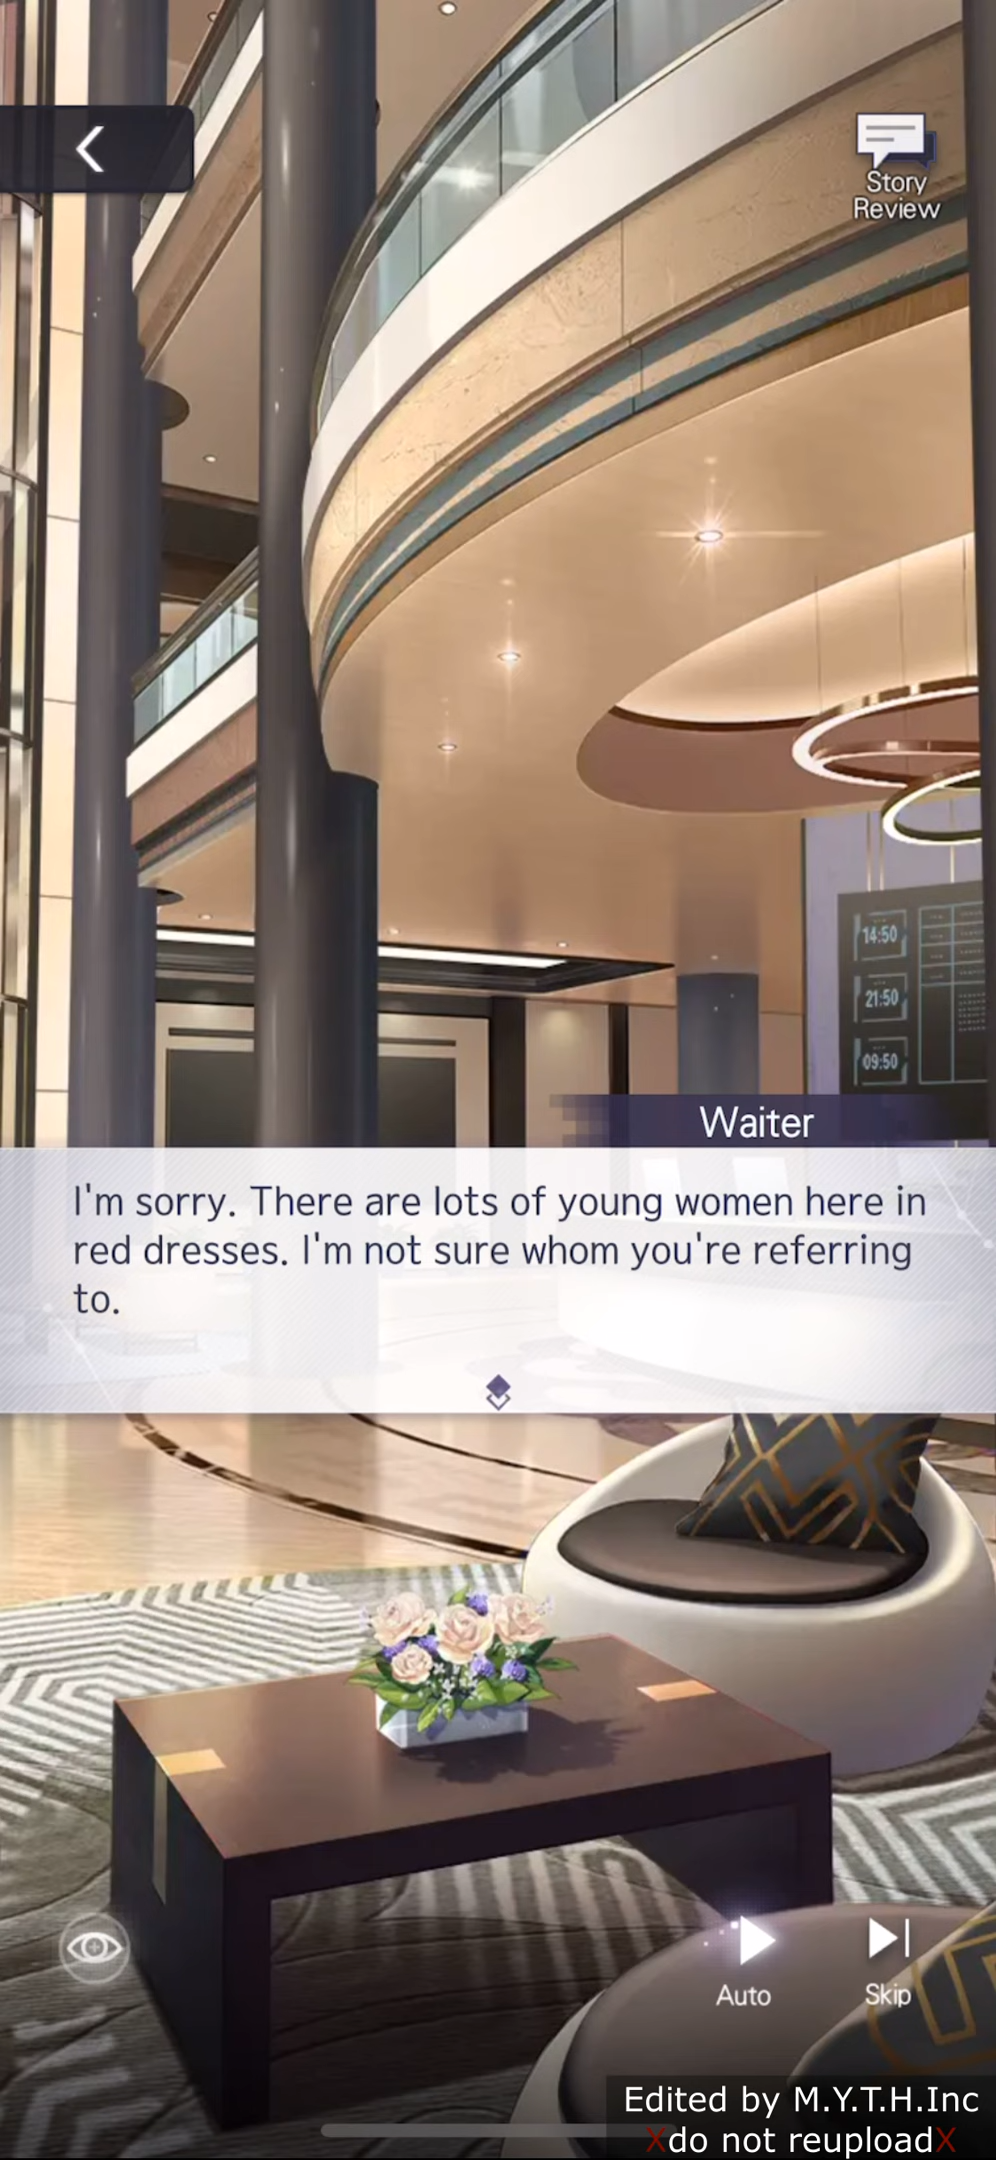 Story
Review
14:50
21:50
09:50
Waiter
I'm sorry. There are lots of young women here in
red dresses. I'm not sure whom you're referring
to.
Auto
Skip
Edited by M.Y.T.H.Inc
Xdo not reuploadX